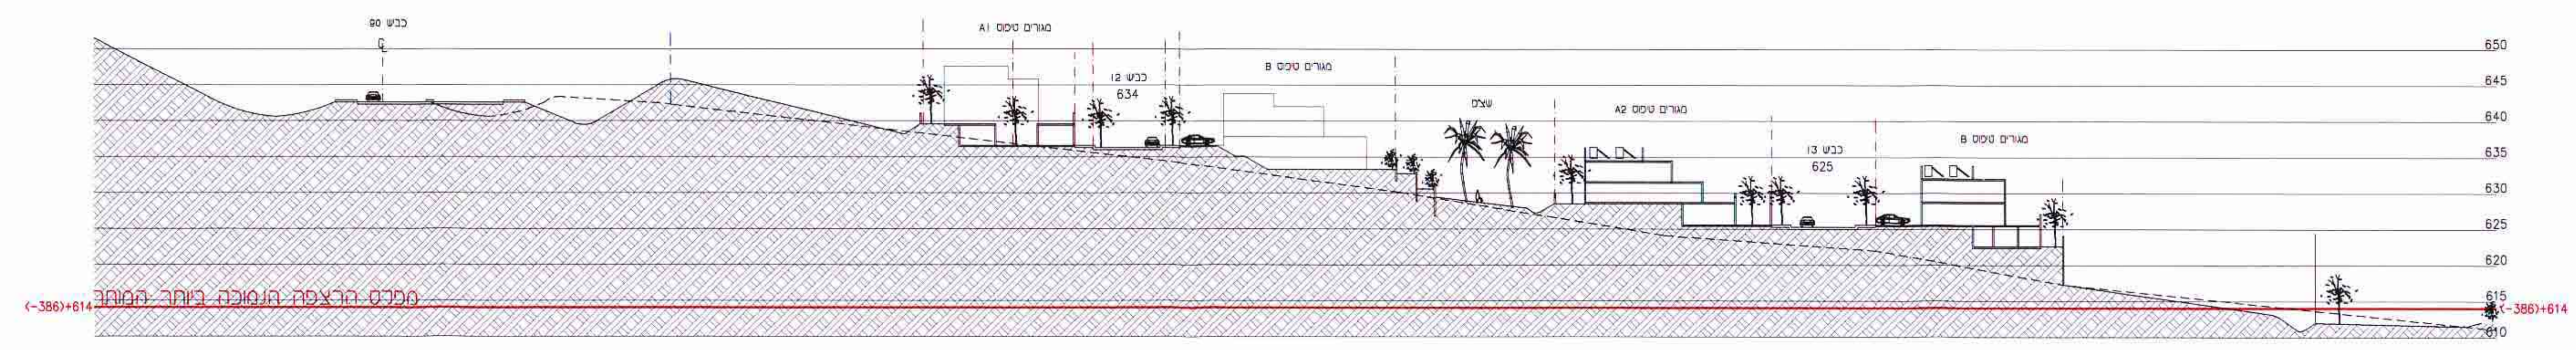 כביש 90
℄
מגורים טיפוס A1
כביש 12
634
מגורים טיפוס B
שצ"פ
מגורים טיפוס A2
כביש 13
625
מגורים טיפוס B
650
645
640
635
630
625
620
615
610
מפלס הרצפה הנמוכה ביותר המותר
(-386)+614
(-386)+614